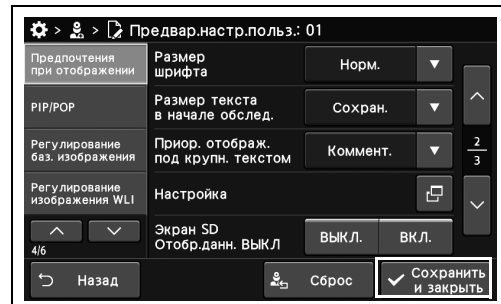 > > Предвар.настр.польз.: 01
Предпочтения
при отображении
Размер
шрифта
Норм.
PIP/POP
Размер текста
в начале обслед.
Сохран.
Регулирование
баз. изображения
Приор. отображ.
под крупн. текстом
Коммент.
2
3
Регулирование
изображения WLI
Настройка
4/6
Экран SD
Отобр.данн. ВЫКЛ
ВЫКЛ.
ВКЛ.
Назад
Сброс
Сохранить
и закрыть